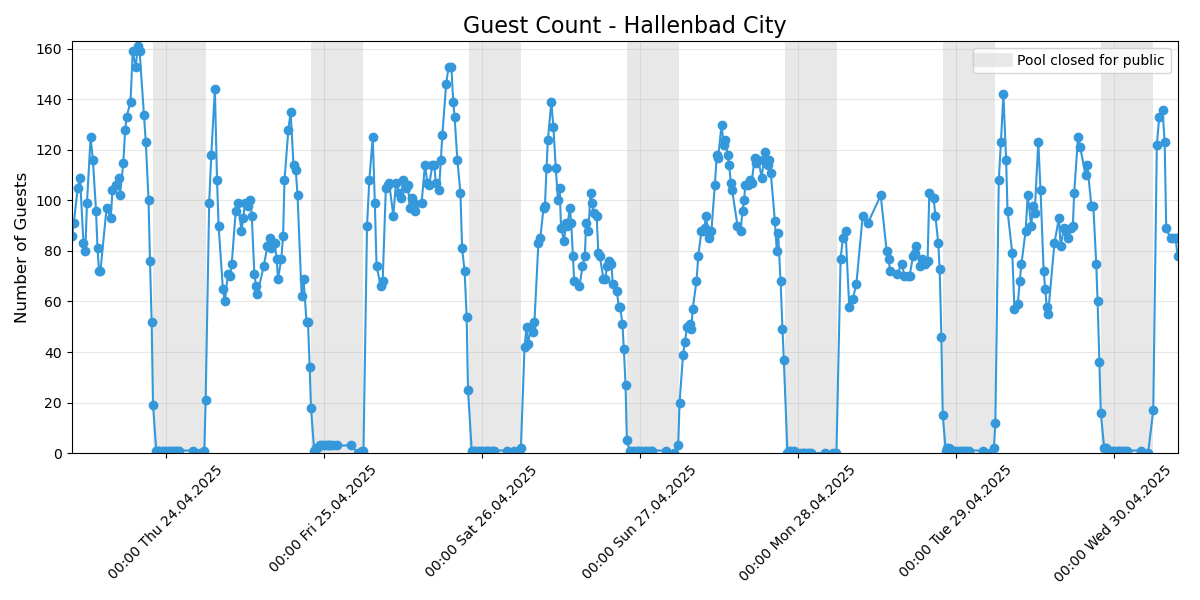 Guest Count - Hallenbad City
Pool closed for public
Number of Guests
160
140
120
100
80
60
40
20
0
00:00 Thu 24.04.2025
00:00 Fri 25.04.2025
00:00 Sat 26.04.2025
00:00 Sun 27.04.2025
00:00 Mon 28.04.2025
00:00 Tue 29.04.2025
00:00 Wed 30.04.2025